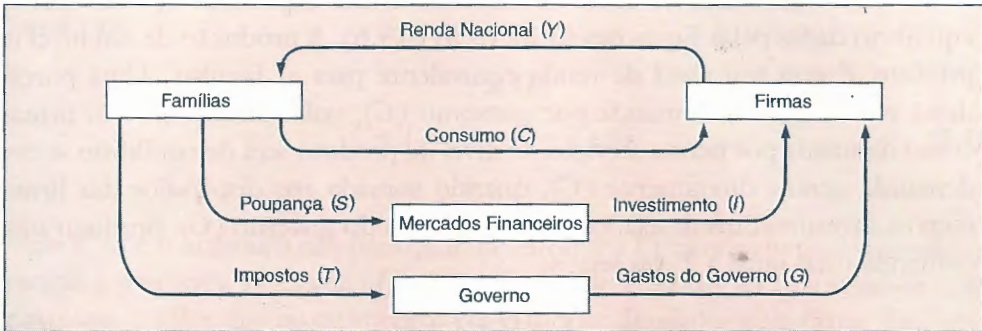 Renda Nacional (Y)
Famílias
Firmas
Consumo (C)
Poupança (S)
Mercados Financeiros
Investimento (I)
Impostos (T)
Governo
Gastos do Governo (G)